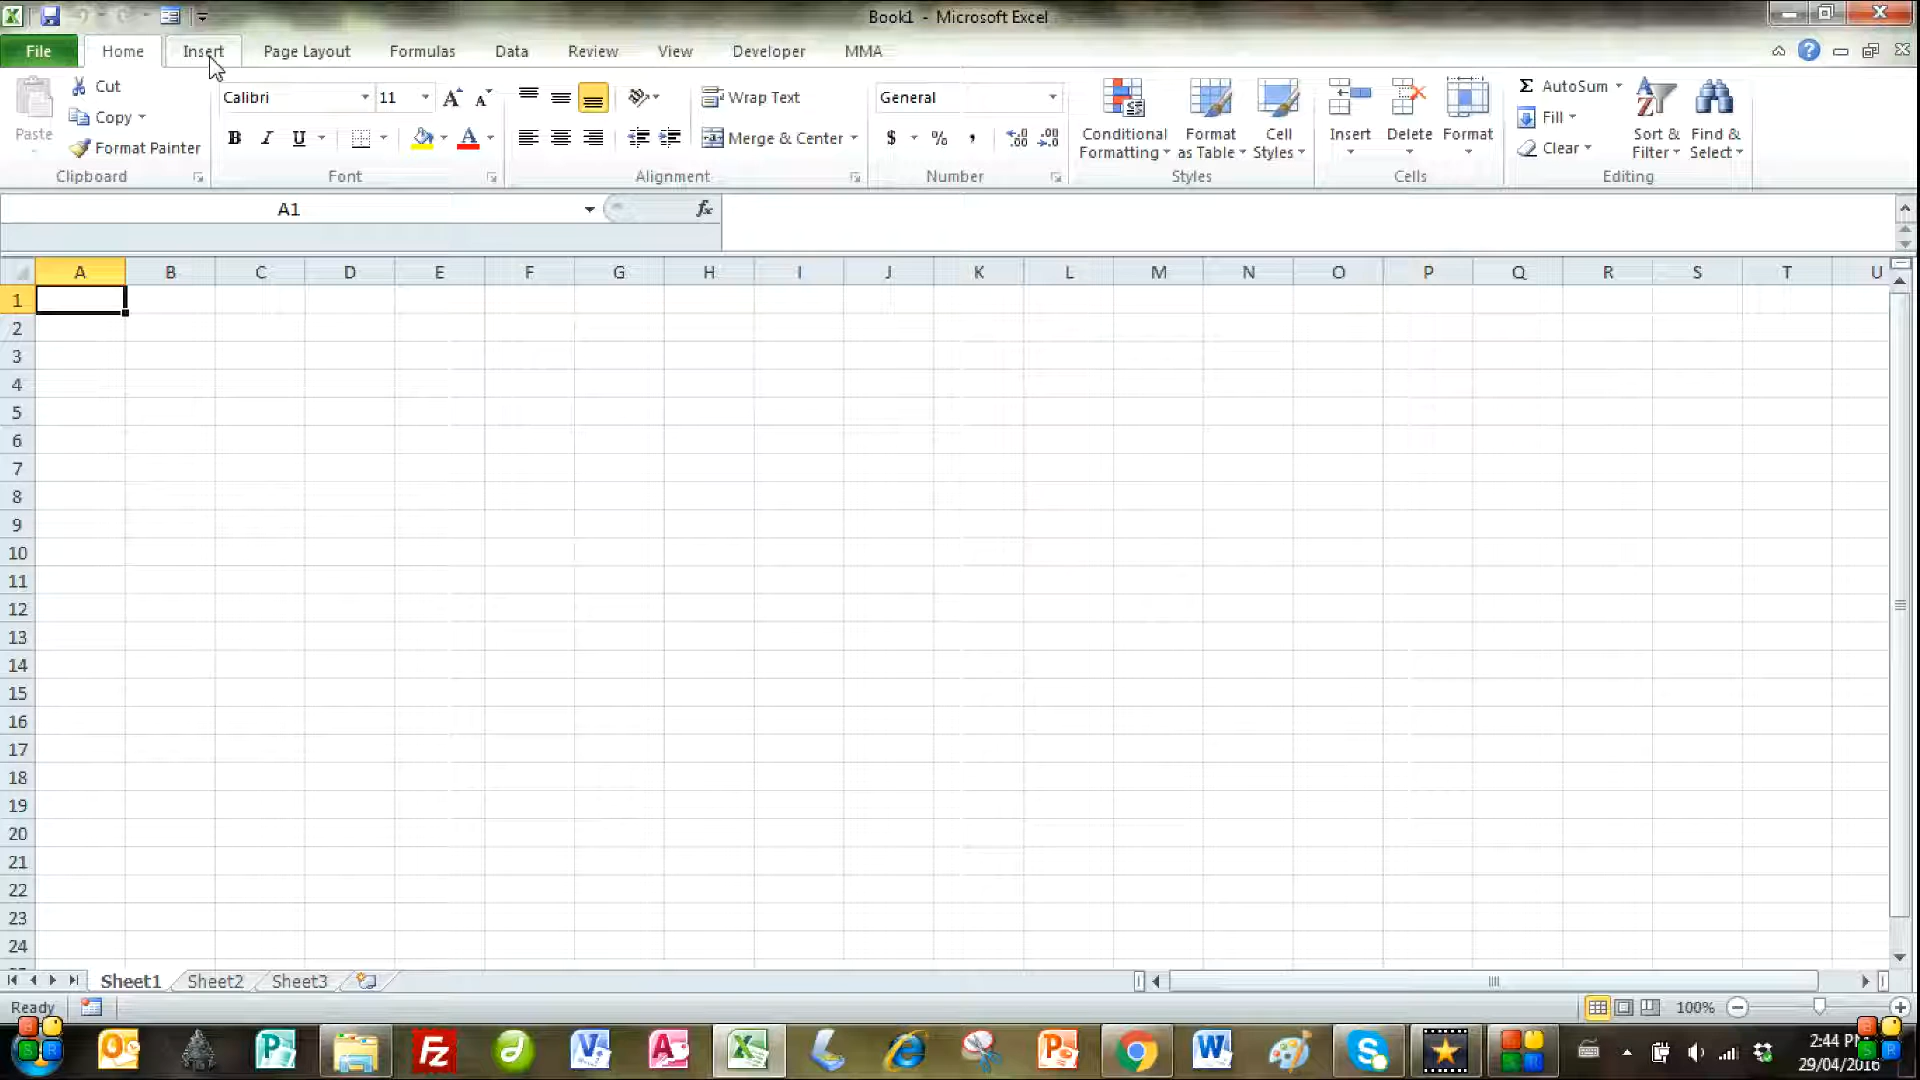 Book1 - Microsoft Excel
File Home Insert Page Layout Formulas Data Review View Developer MMA
Paste
Cut
Copy
Format Painter
Clipboard
Calibri 11
B I U A
Font
Wrap Text
Merge & Center
Alignment
General
$ % ,
Number
Conditional Formatting
Format as Table
Cell Styles
Styles
Insert Delete Format
Cells
Σ AutoSum
Fill
Clear
Sort & Filter
Find & Select
Editing
A1 fx
A B C D E F G H I J K L M N O P Q R S T U
1
2
3
4
5
6
7
8
9
10
11
12
13
14
15
16
17
18
19
20
21
22
23
24
Sheet1 Sheet2 Sheet3
Ready 100%
2:44 PM
29/04/2016